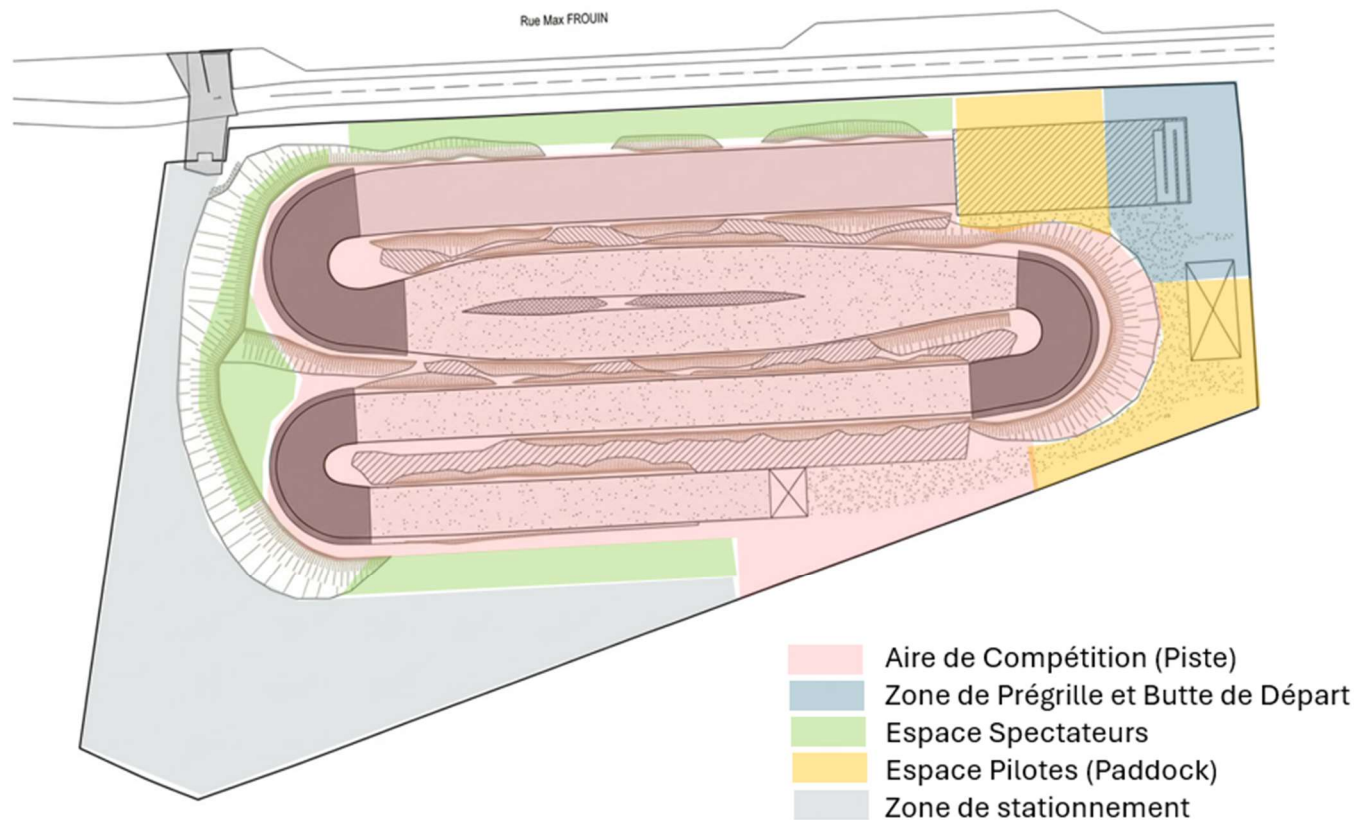 Rue Max FROUIN
Aire de Compétition (Piste)
Zone de Prégrille et Butte de Départ
Espace Spectateurs
Espace Pilotes (Paddock)
Zone de stationnement